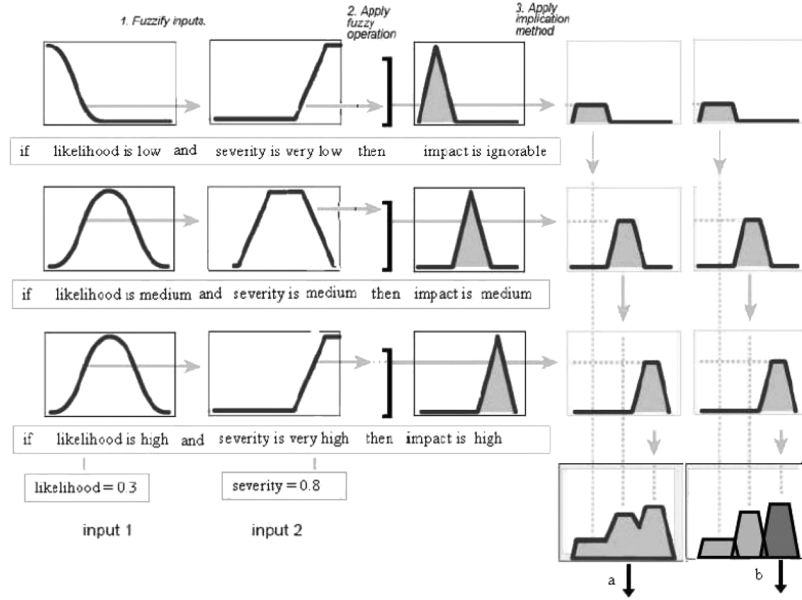 1. Fuzzify inputs.
2. Apply
fuzzy
operation
3. Apply
implication
method
if likelihood is low and severity is very low then impact is ignorable
if likelihood is medium and severity is medium then impact is medium
if likelihood is high and severity is very high then impact is high
likelihood = 0.3
severity = 0.8
input 1
input 2
a
b